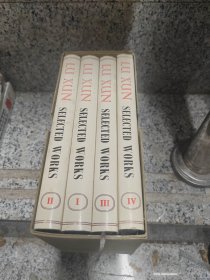 LU XUN SELECTED WORKS II
LU XUN SELECTED WORKS I
LU XUN SELECTED WORKS III
LU XUN SELECTED WORKS IV